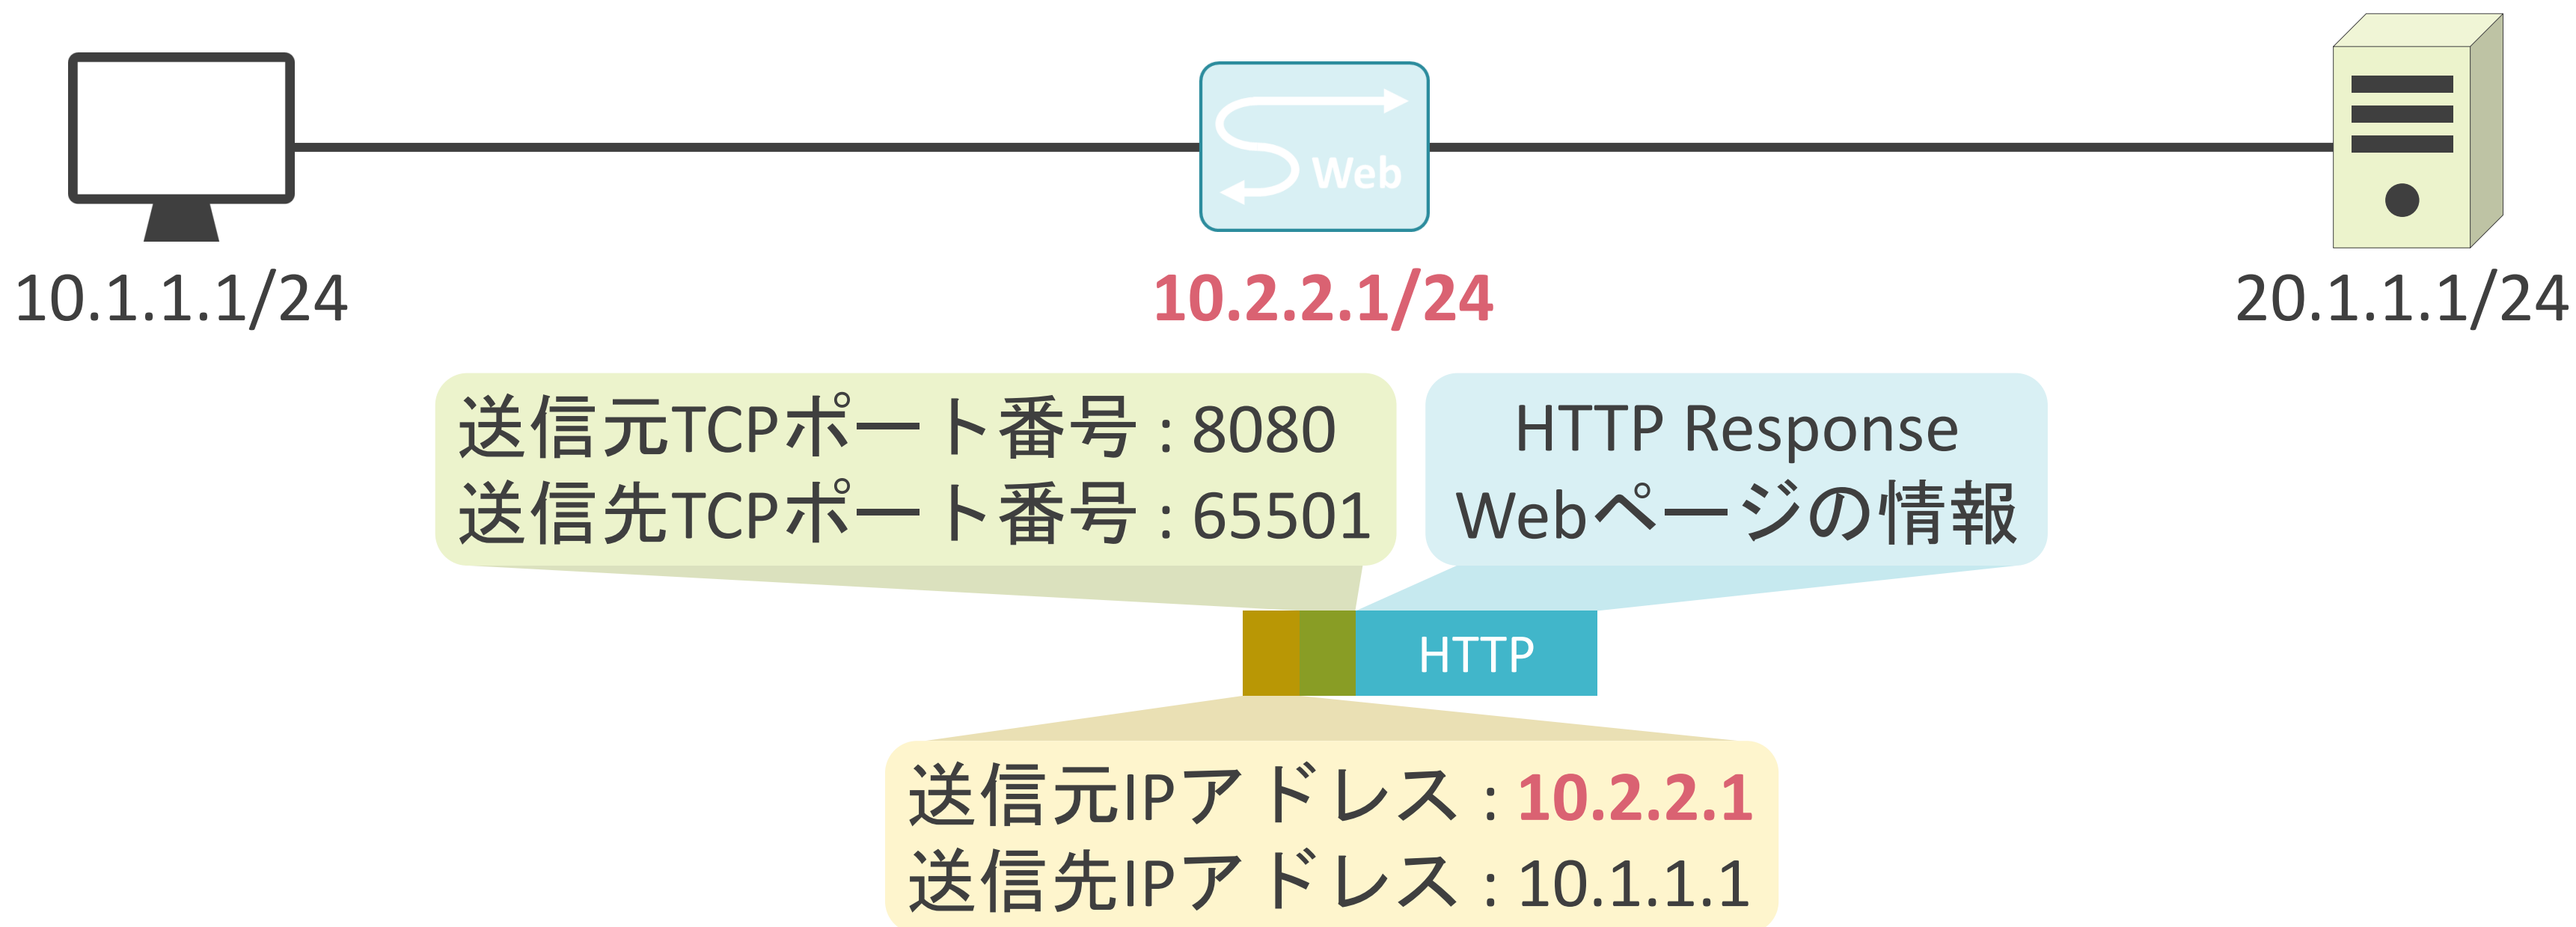 Web
10.1.1.1/24
10.2.2.1/24
20.1.1.1/24
送信元TCPポート番号 : 8080
送信先TCPポート番号 : 65501
HTTP Response
Webページの情報
HTTP
送信元IPアドレス : 10.2.2.1
送信先IPアドレス : 10.1.1.1